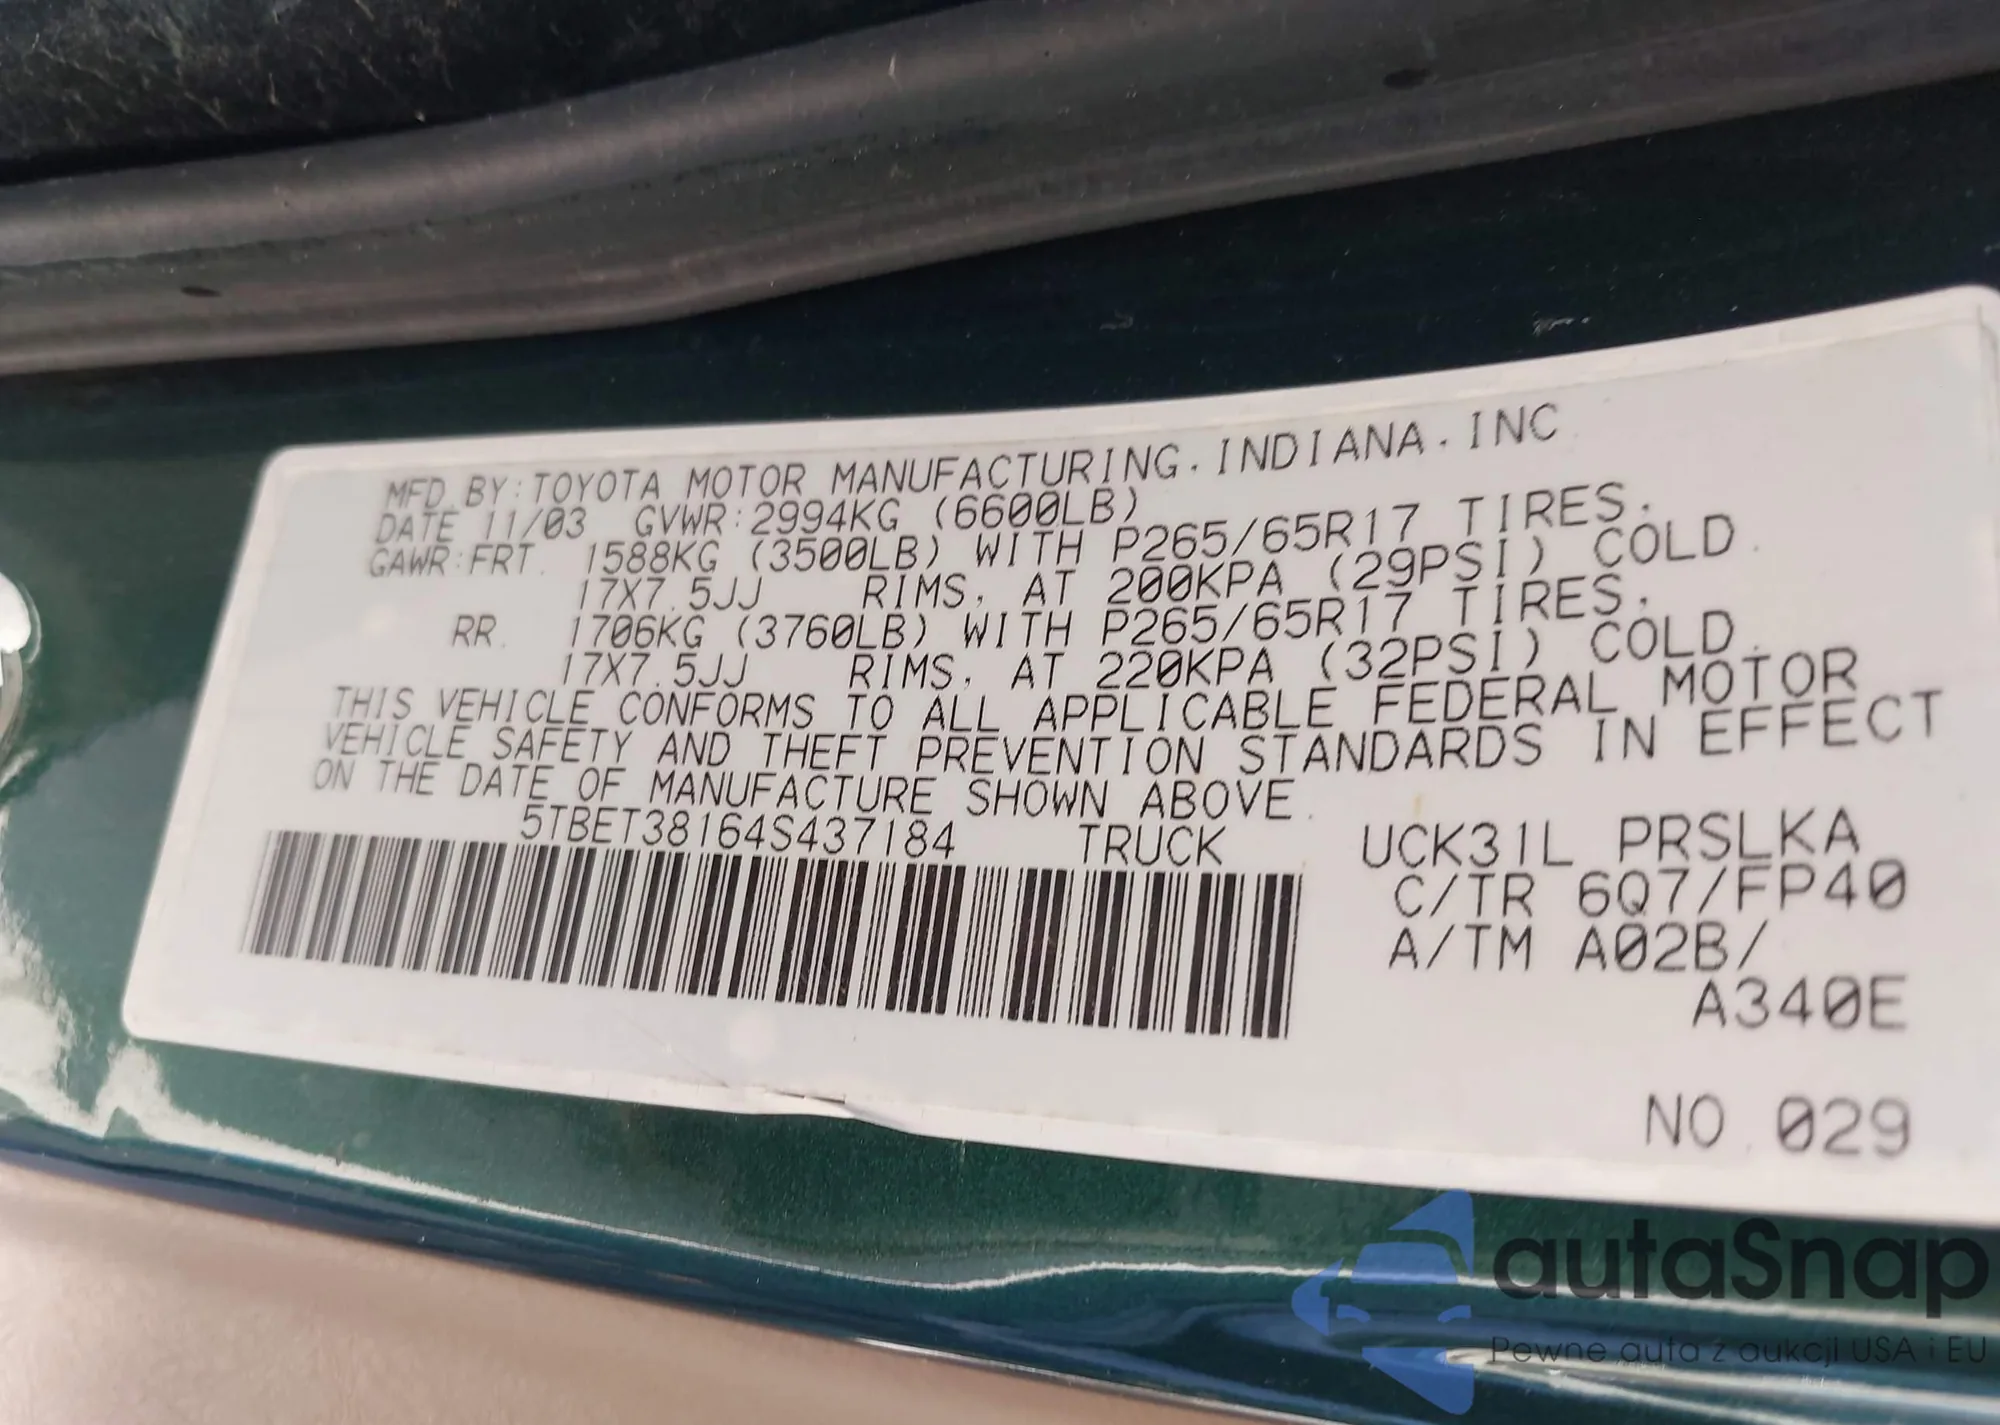 MFD. BY: TOYOTA MOTOR MANUFACTURING. INDIANA. INC
DATE 11/03 GVWR: 2994KG (6600LB)
GAWR: FRT. 1588KG (3500LB) WITH P265/65R17 TIRES.
17X7.5JJ RIMS, AT 200KPA (29PSI) COLD.
RR. 1706KG (3760LB) WITH P265/65R17 TIRES.
17X7.5JJ RIMS, AT 220KPA (32PSI) COLD.
THIS VEHICLE CONFORMS TO ALL APPLICABLE FEDERAL MOTOR
VEHICLE SAFETY AND THEFT PREVENTION STANDARDS IN EFFECT
ON THE DATE OF MANUFACTURE SHOWN ABOVE.
5TBET38164S437184 TRUCK UCK31L PRSLKA
C/TR 6Q7/FP40
A/TM A02B/
A340E
NO. 029
autaSnap
Pewne auta z aukcji USA i EU